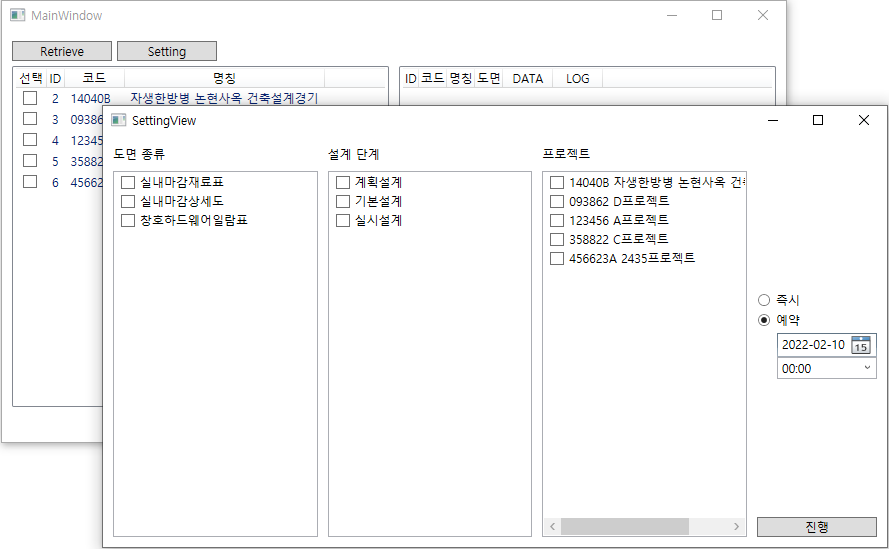 MainWindow
Retrieve Setting
선택 ID 코드 명칭
ID 코드 명칭 도면 DATA LOG
2 14040B 자생한방병 논현사옥 건축설계경기
3 09386
4 12345
5 35882
6 45662
SettingView
도면 종류
실내마감재료표
실내마감상세도
창호하드웨어일람표
설계 단계
계획설계
기본설계
실시설계
프로젝트
14040B 자생한방병 논현사옥 건
093862 D프로젝트
123456 A프로젝트
358822 C프로젝트
456623A 2435프로젝트
즉시
예약
2022-02-10 15
00:00
진행